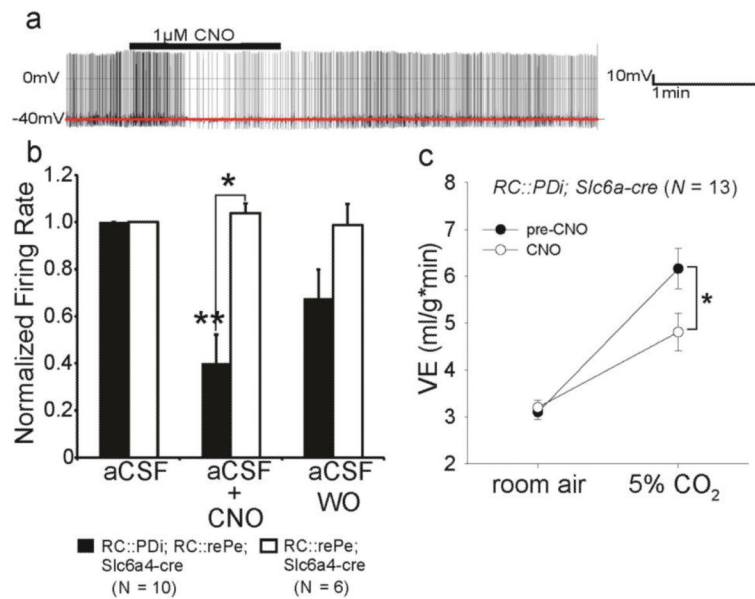 a
1µM CNO
0mV
-40mV
10mV
1min
b
Normalized Firing Rate
1.2
1.0
0.8
0.6
0.4
0.2
0
*
**
aCSF
aCSF
+
CNO
aCSF
WO
RC::PDi; RC::rePe;
Slc6a4-cre
(N = 10)
RC::rePe;
Slc6a4-cre
(N = 6)
c
RC::PDi; Slc6a-cre (N = 13)
pre-CNO
CNO
VE (ml/g*min)
8
7
6
5
4
3
2
*
room air
5% CO₂